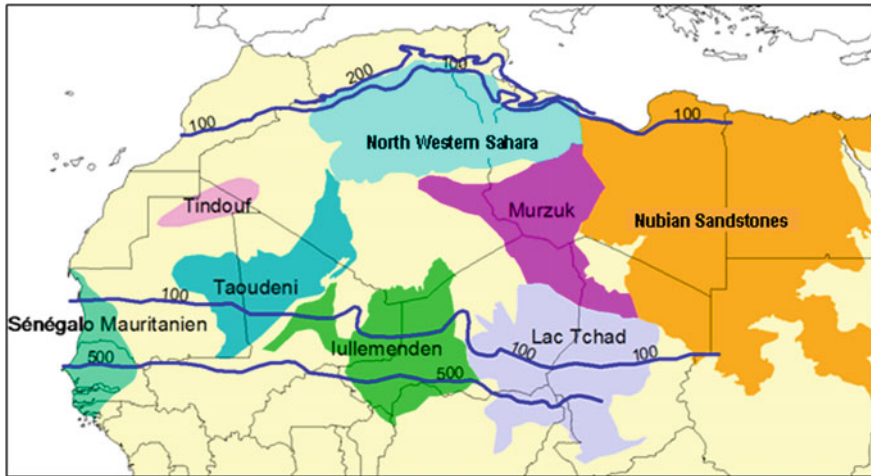 200
100
100
100
North Western Sahara
Tindouf
Murzuk
Nubian Sandstones
Taoudeni
100
Sénégalo Mauritanien
Iullemenden
Lac Tchad
100
100
500
500